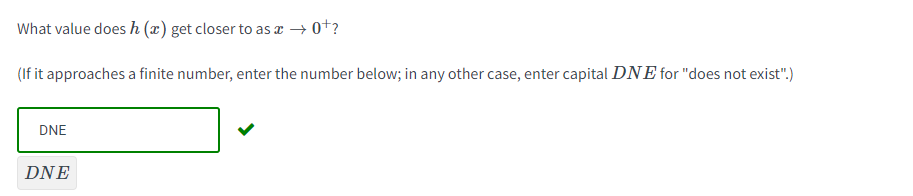 What value does h (x) get closer to as x → 0⁺?
(If it approaches a finite number, enter the number below; in any other case, enter capital DNE for "does not exist".)
DNE
DNE